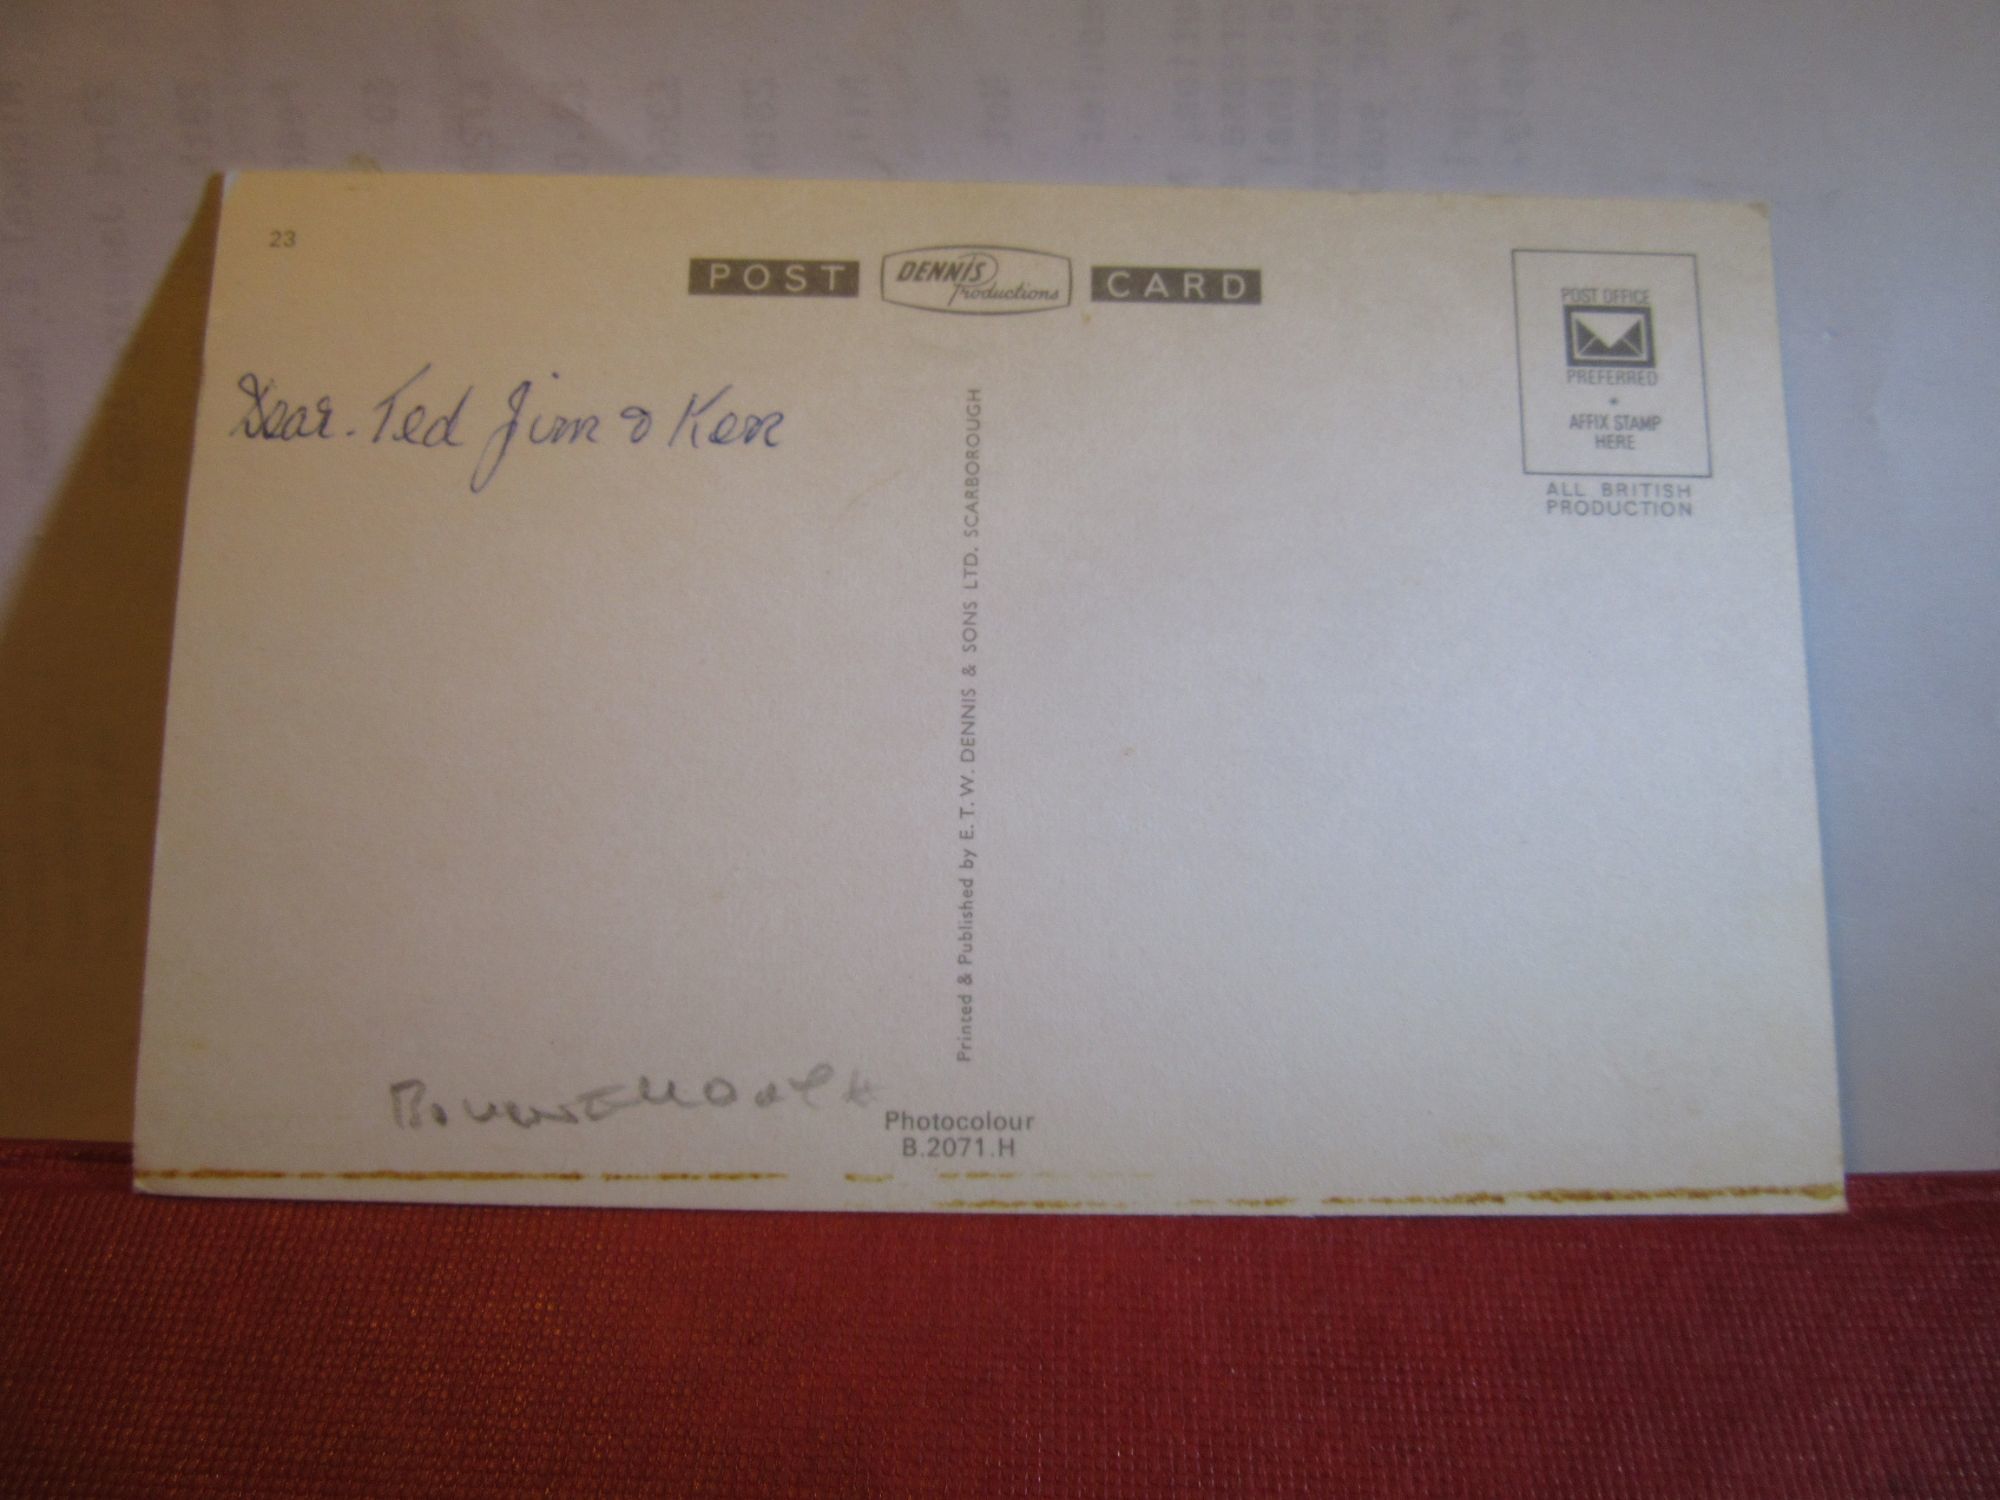 23
POST DENNIS Productions CARD
POST OFFICE
PREFERRED
AFFIX STAMP
HERE
ALL BRITISH
PRODUCTION
Dear. Ted Jim & Ken
Printed & Published by E. T. W. DENNIS & SONS LTD. SCARBOROUGH
Bournemouth
Photocolour
B.2071.H